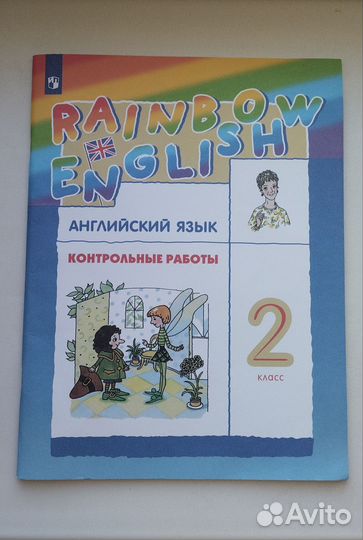 RAINBOW
ENGLISH
АНГЛИЙСКИЙ ЯЗЫК
КОНТРОЛЬНЫЕ РАБОТЫ
2
КЛАСС
Avito